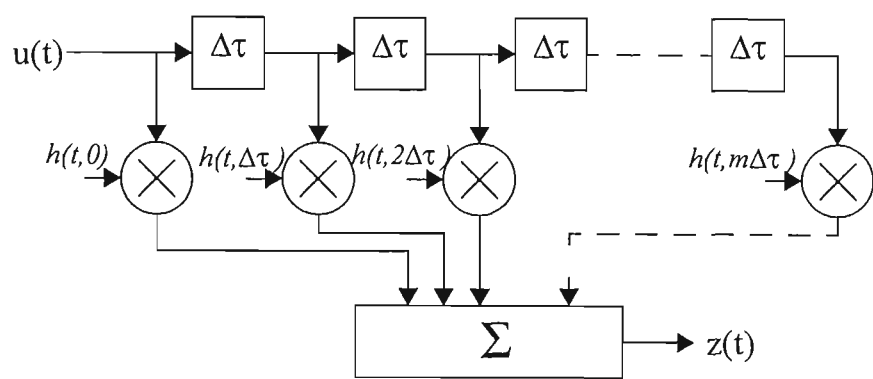 u(t) Δτ Δτ Δτ Δτ
h(t,0) h(t,Δτ) h(t,2Δτ) h(t,mΔτ)
Σ z(t)